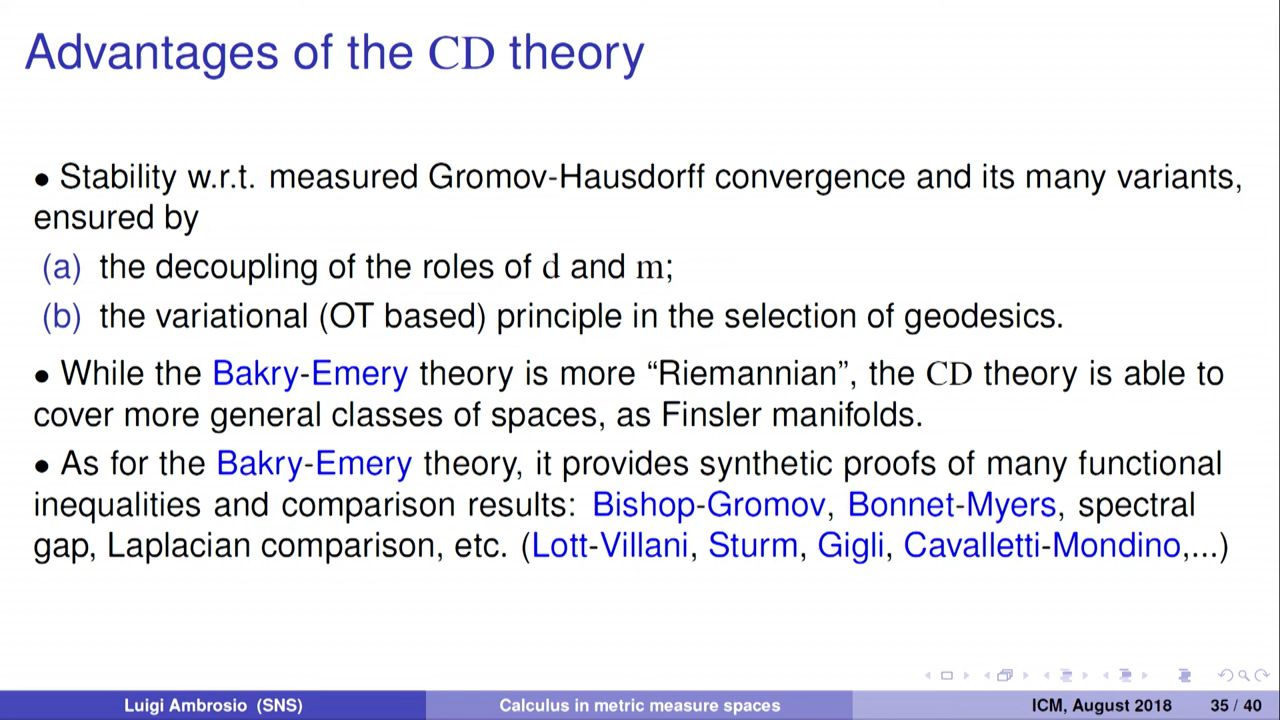 Advantages of the CD theory
• Stability w.r.t. measured Gromov-Hausdorff convergence and its many variants,
ensured by
(a) the decoupling of the roles of d and m;
(b) the variational (OT based) principle in the selection of geodesics.
• While the Bakry-Emery theory is more “Riemannian”, the CD theory is able to
cover more general classes of spaces, as Finsler manifolds.
• As for the Bakry-Emery theory, it provides synthetic proofs of many functional
inequalities and comparison results: Bishop-Gromov, Bonnet-Myers, spectral
gap, Laplacian comparison, etc. (Lott-Villani, Sturm, Gigli, Cavalletti-Mondino,...)
Luigi Ambrosio (SNS) Calculus in metric measure spaces ICM, August 2018 35 / 40